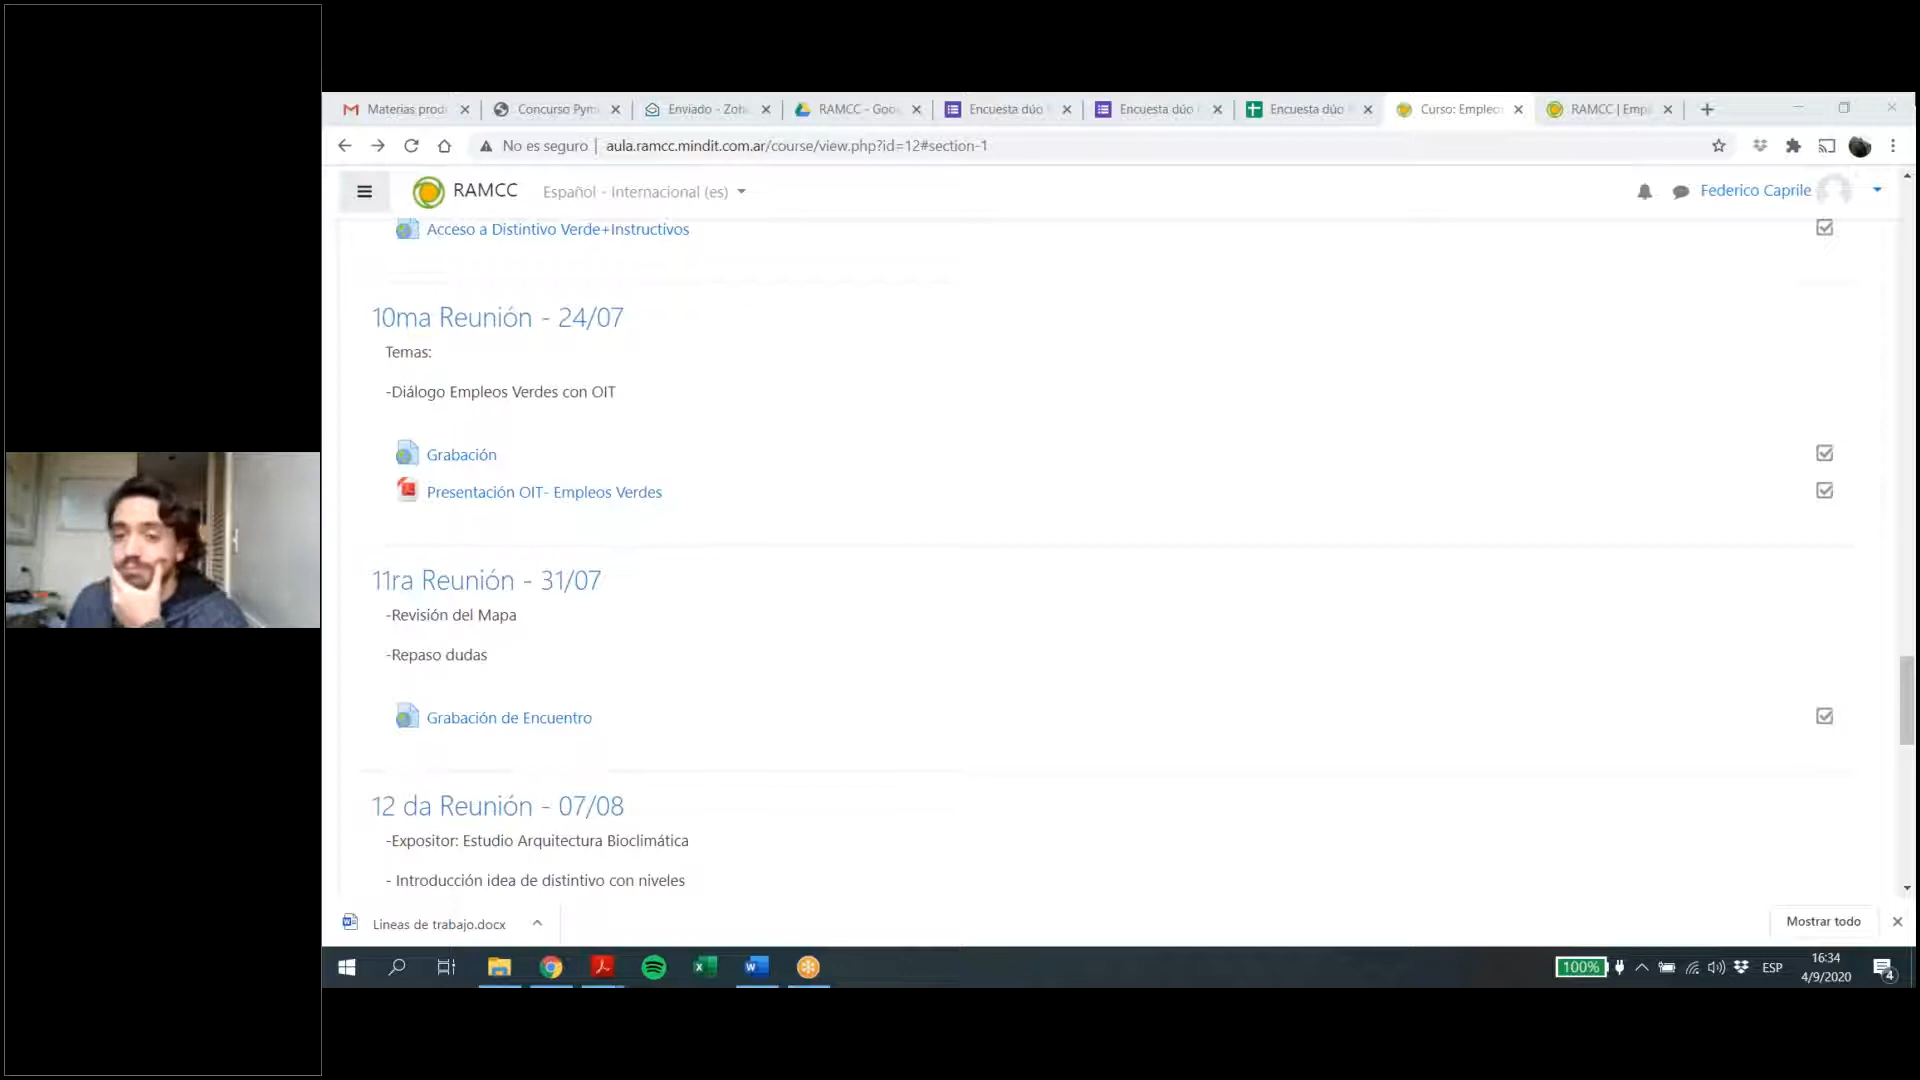 Materias prod
Concurso Pym
Enviado - Zoh
RAMCC - Goo
Encuesta dúo
Encuesta dúo
Encuesta dúo
Curso: Empleo
RAMCC | Emp
No es seguro | aula.ramcc.mindit.com.ar/course/view.php?id=12#section-1
RAMCC
Español - Internacional (es)
Federico Caprile
Acceso a Distintivo Verde+Instructivos
10ma Reunión - 24/07
Temas:
-Diálogo Empleos Verdes con OIT
Grabación
Presentación OIT- Empleos Verdes
11ra Reunión - 31/07
-Revisión del Mapa
-Repaso dudas
Grabación de Encuentro
12 da Reunión - 07/08
-Expositor: Estudio Arquitectura Bioclimática
- Introducción idea de distintivo con niveles
Lineas de trabajo.docx
Mostrar todo
100%
ESP
16:34
4/9/2020
4